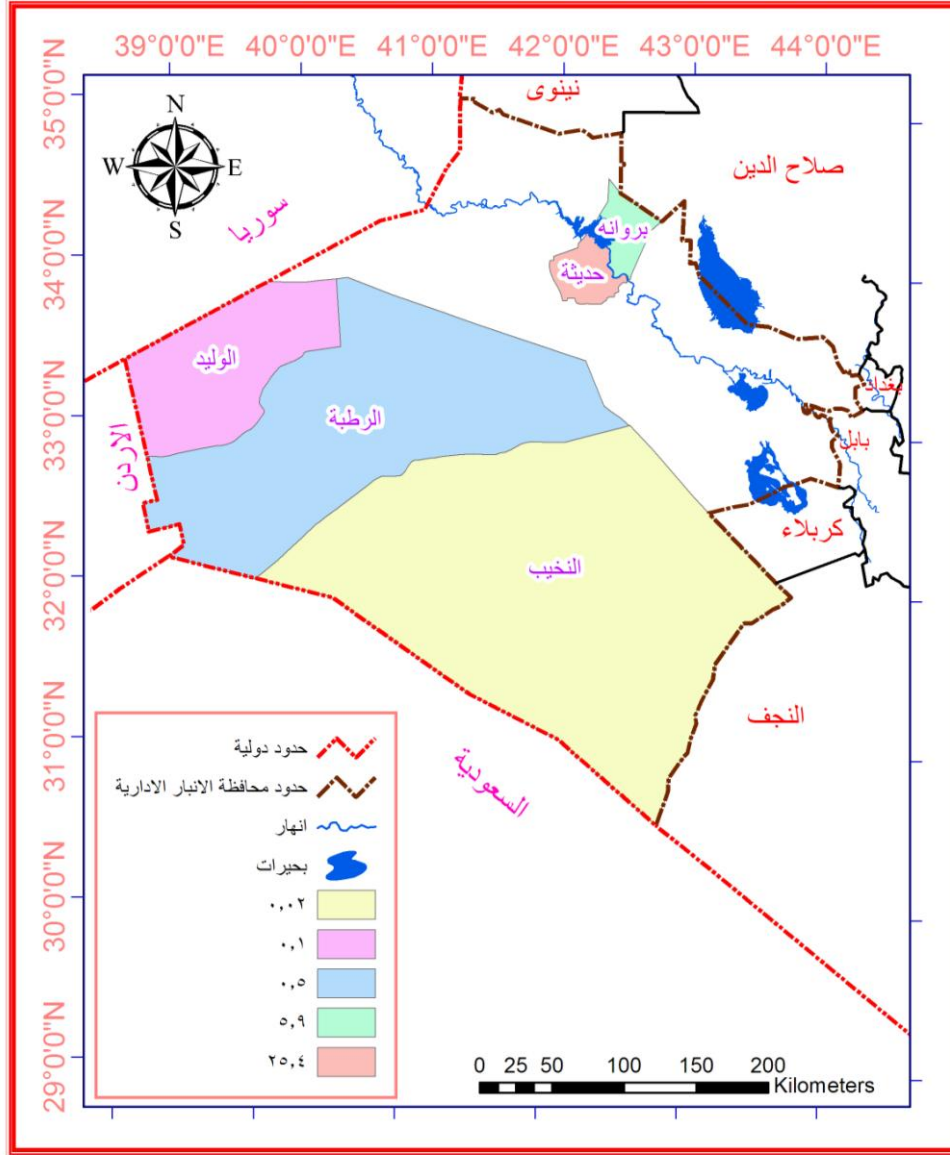 39°0'0"E 40°0'0"E 41°0'0"E 42°0'0"E 43°0'0"E 44°0'0"E
35°0'0"N
34°0'0"N
33°0'0"N
32°0'0"N
31°0'0"N
30°0'0"N
29°0'0"N
N
W E
S
نينوى
صلاح الدين
سوريا
بروانه
حديثة
الوليد
بغداد
الرطبة
بابل
الاردن
كربلاء
النخيب
النجف
السعودية
حدود دولية
حدود محافظة الانبار الادارية
انهار
بحيرات
٠,٠٢
٠,١
٠,٥
٥,٩
٢٥,٤
0 25 50 100 150 200
Kilometers